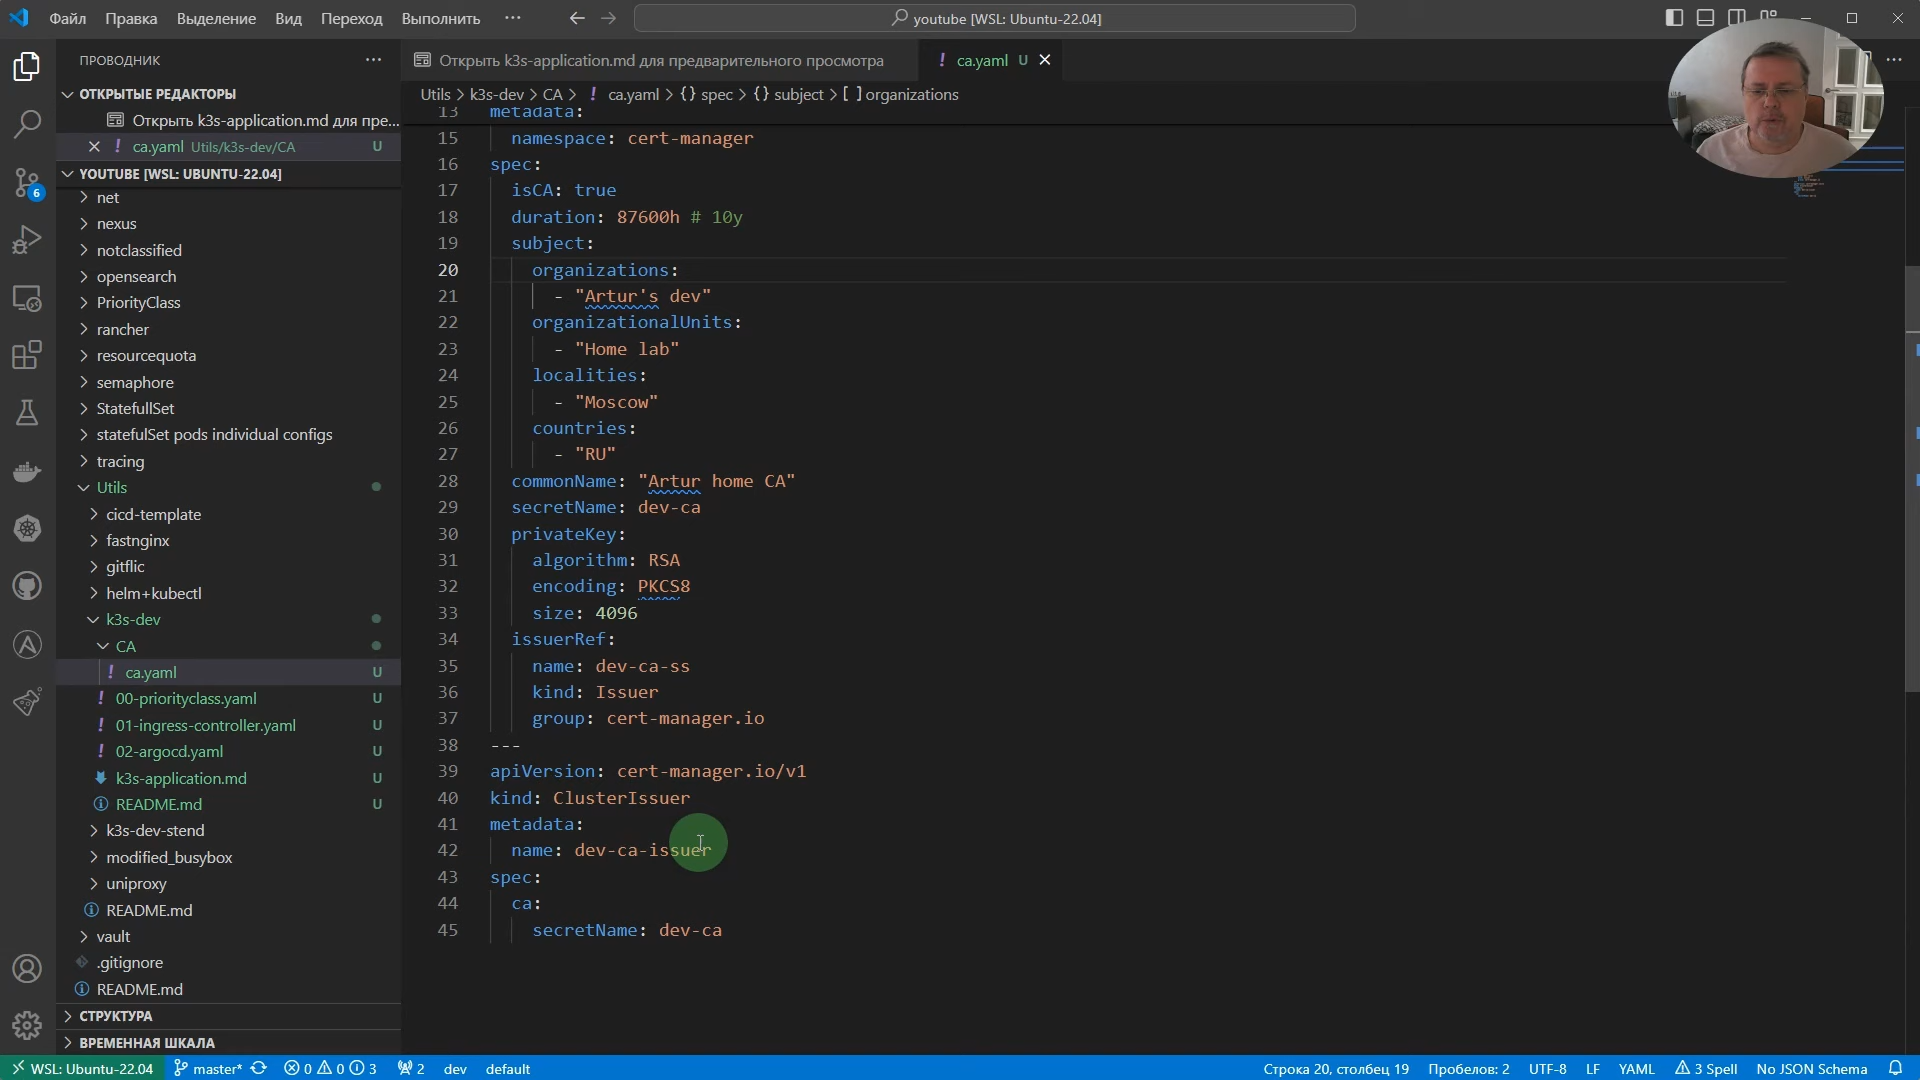 Файл Правка Выделение Вид Переход Выполнить ··· youtube [WSL: Ubuntu-22.04]
ПРОВОДНИК ···
ОТКРЫТЫЕ РЕДАКТОРЫ
Открыть k3s-application.md для пре...
ca.yaml Utils/k3s-dev/CA U
YOUTUBE [WSL: UBUNTU-22.04]
net
nexus
notclassified
opensearch
PriorityClass
rancher
resourcequota
semaphore
StatefullSet
statefulSet pods individual configs
tracing
Utils
cicd-template
fastnginx
gitflic
helm+kubectl
k3s-dev
CA
ca.yaml U
00-priorityclass.yaml U
01-ingress-controller.yaml U
02-argocd.yaml U
k3s-application.md U
README.md U
k3s-dev-stend
modified_busybox
uniproxy
README.md
vault
.gitignore
README.md
СТРУКТУРА
ВРЕМЕННАЯ ШКАЛА
6
Открыть k3s-application.md для предварительного просмотра
! ca.yaml U
Utils > k3s-dev > CA > ! ca.yaml > {} spec > {} subject > [ ] organizations
13 metadata:
15 namespace: cert-manager
16 spec:
17 isCA: true
18 duration: 87600h # 10y
19 subject:
20 organizations:
21 - "Artur's dev"
22 organizationalUnits:
23 - "Home lab"
24 localities:
25 - "Moscow"
26 countries:
27 - "RU"
28 commonName: "Artur home CA"
29 secretName: dev-ca
30 privateKey:
31 algorithm: RSA
32 encoding: PKCS8
33 size: 4096
34 issuerRef:
35 name: dev-ca-ss
36 kind: Issuer
37 group: cert-manager.io
38 ---
39 apiVersion: cert-manager.io/v1
40 kind: ClusterIssuer
41 metadata:
42 name: dev-ca-issuer
43 spec:
44 ca:
45 secretName: dev-ca
WSL: Ubuntu-22.04 master* 0 0 3 2 dev default Строка 20, столбец 19 Пробелов: 2 UTF-8 LF YAML 3 Spell No JSON Schema